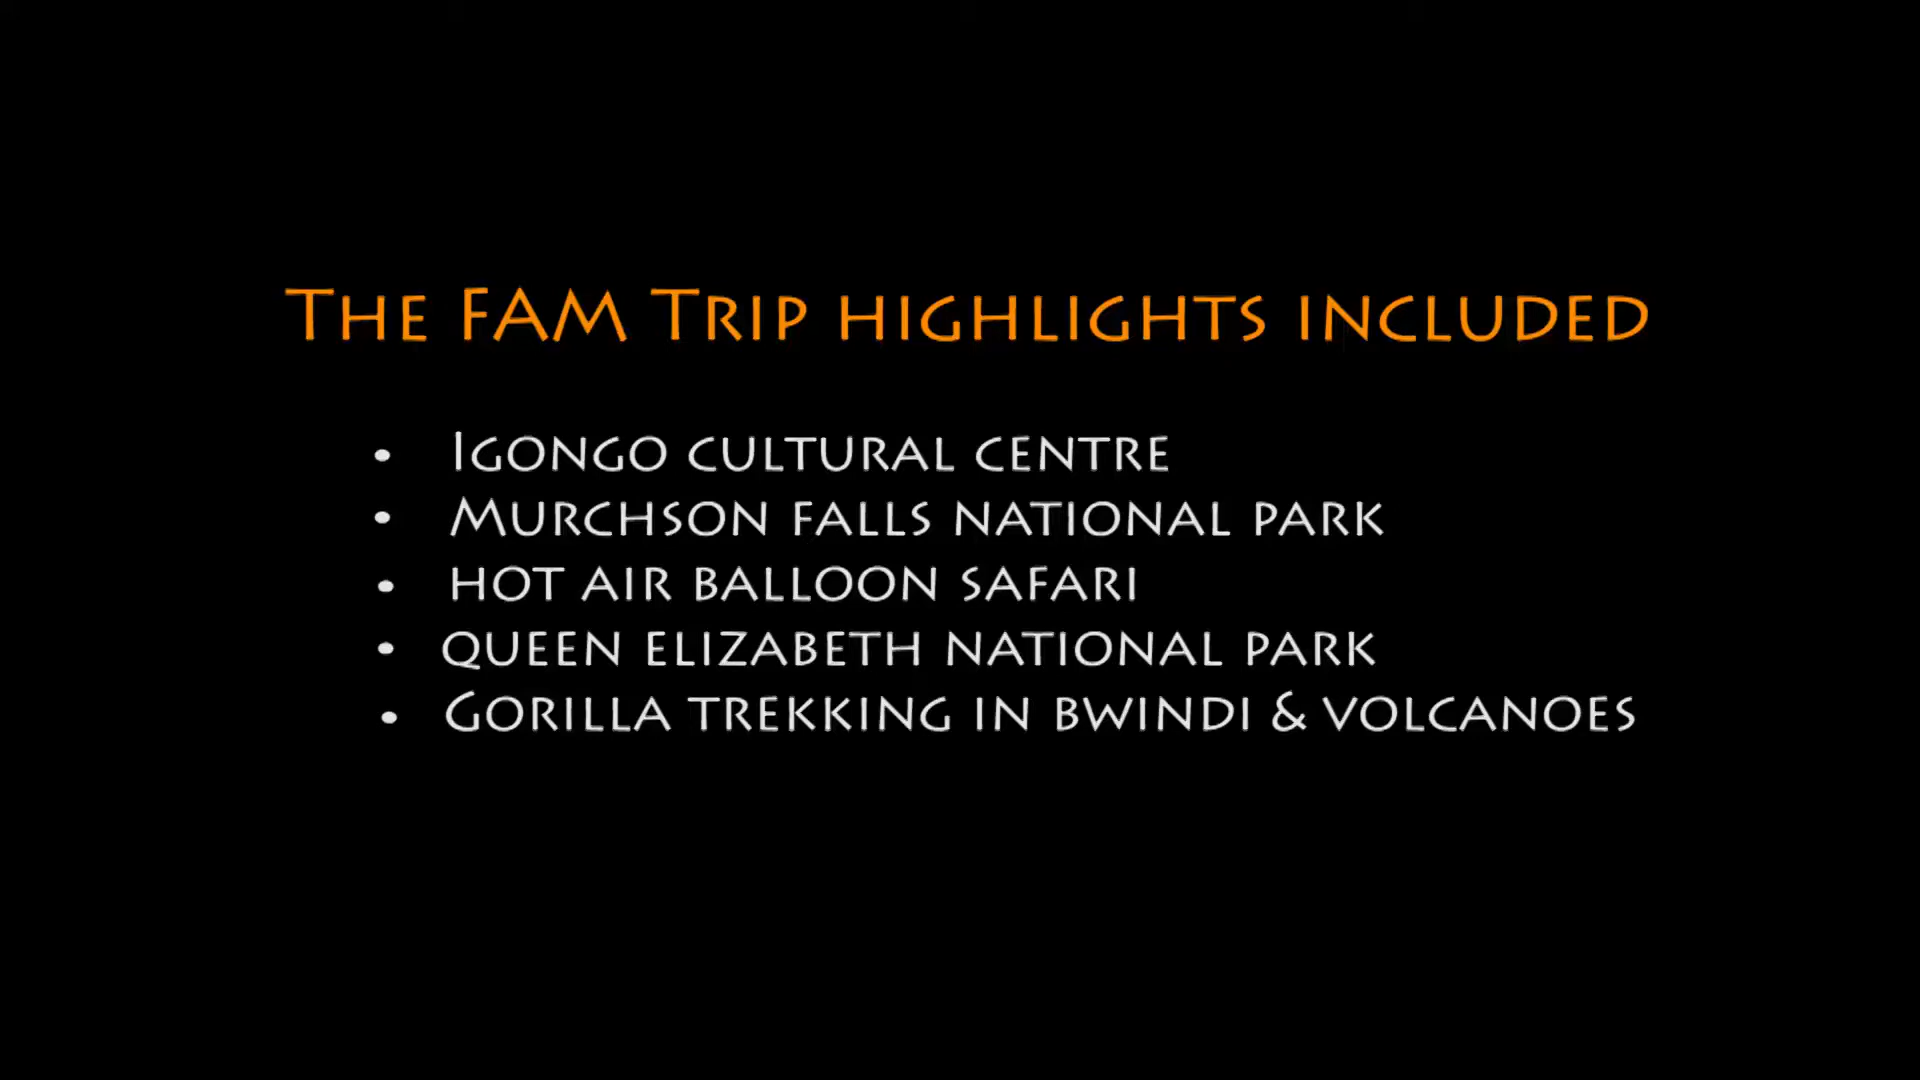 The FAM Trip highlights included
• Igongo cultural centre
• Murchson falls national park
• hot air balloon safari
• queen elizabeth national park
• Gorilla trekking in bwindi & volcanoes